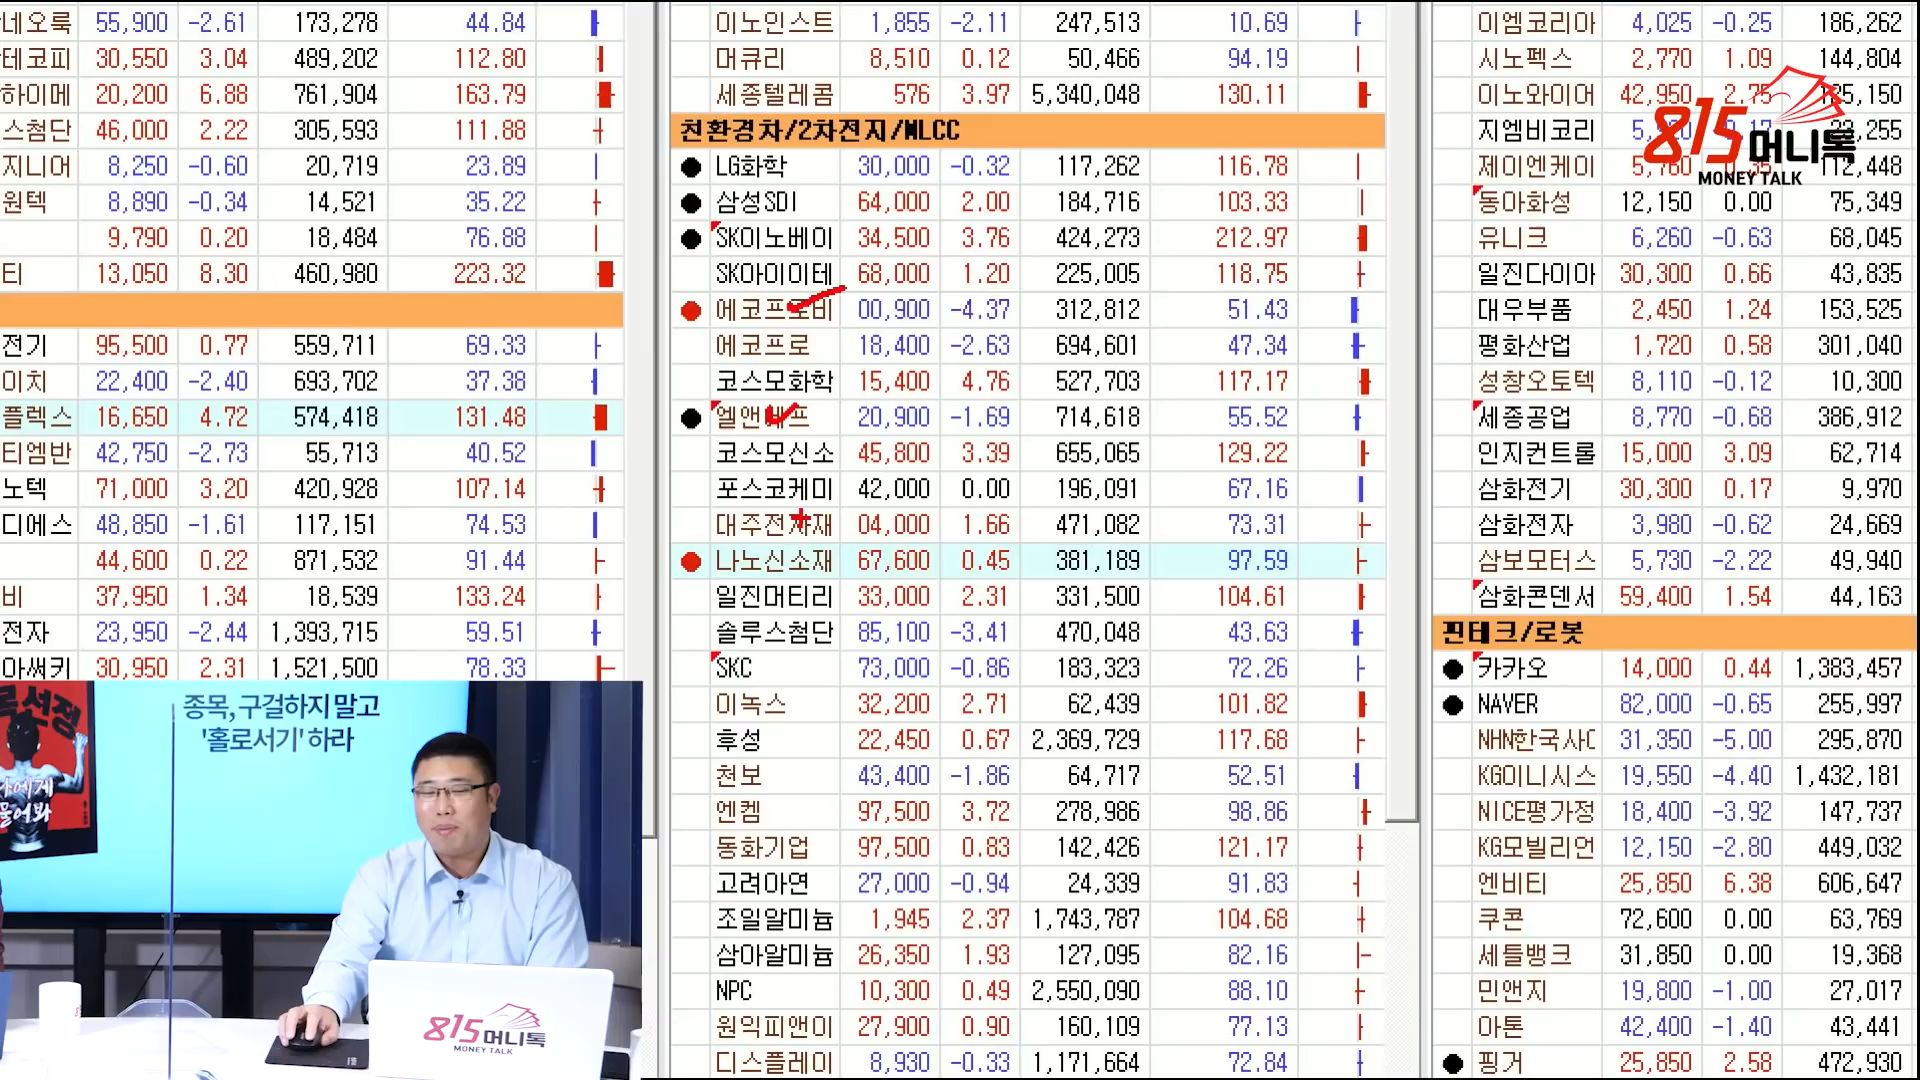 네오룩 55,900 -2.61 173,278 44.84
테코피 30,550 3.04 489,202 112.80
하이메 20,200 6.88 761,904 163.79
스첨단 46,000 2.22 305,593 111.88
지니어 8,250 -0.60 20,719 23.89
원텍 8,890 -0.34 14,521 35.22
9,790 0.20 18,484 76.88
티 13,050 8.30 460,980 223.32
전기 95,500 0.77 559,711 69.33
이치 22,400 -2.40 693,702 37.38
플렉스 16,650 4.72 574,418 131.48
티엠반 42,750 -2.73 55,713 40.52
노텍 71,000 3.20 420,928 107.14
디에스 48,850 -1.61 117,151 74.53
44,600 0.22 871,532 91.44
비 37,950 1.34 18,539 133.24
전자 23,950 -2.44 1,393,715 59.51
아써키 30,950 2.31 1,521,500 78.33
종목, 구걸하지 말고
'홀로서기' 하라
물어봐
815머니톡
MONEY TALK
이노인스트 1,855 -2.11 247,513 10.69
머큐리 8,510 0.12 50,466 94.19
세종텔레콤 576 3.97 5,340,048 130.11
친환경차/2차전지/MLCC
LG화학 30,000 -0.32 117,262 116.78
삼성SDI 64,000 2.00 184,716 103.33
SK이노베이 34,500 3.76 424,273 212.97
SK아이이테 68,000 1.20 225,005 118.75
에코프로비 00,900 -4.37 312,812 51.43
에코프로 18,400 -2.63 694,601 47.34
코스모화학 15,400 4.76 527,703 117.17
엘앤에프 20,900 -1.69 714,618 55.52
코스모신소 45,800 3.39 655,065 129.22
포스코케미 42,000 0.00 196,091 67.16
대주전자재 04,000 1.66 471,082 73.31
나노신소재 67,600 0.45 381,189 97.59
일진머티리 33,000 2.31 331,500 104.61
솔루스첨단 85,100 -3.41 470,048 43.63
SKC 73,000 -0.86 183,323 72.26
이녹스 32,200 2.71 62,439 101.82
후성 22,450 0.67 2,369,729 117.68
천보 43,400 -1.86 64,717 52.51
엔켐 97,500 3.72 278,986 98.86
동화기업 97,500 0.83 142,426 121.17
고려아연 27,000 -0.94 24,339 91.83
조일알미늄 1,945 2.37 1,743,787 104.68
삼아알미늄 26,350 1.93 127,095 82.16
NPC 10,300 0.49 2,550,090 88.10
원익피앤이 27,900 0.90 160,109 77.13
디스플레이 8,930 -0.33 1,171,664 72.84
이엠코리아 4,025 -0.25 186,262
시노펙스 2,770 1.09 144,804
이노와이어 42,950 2.75
지엠비코리
제이엔케이
815머니톡
MONEY TALK
동아화성 12,150 0.00 75,349
유니크 6,260 -0.63 68,045
일진다이아 30,300 0.66 43,835
대우부품 2,450 1.24 153,525
평화산업 1,720 0.58 301,040
성창오토텍 8,110 -0.12 10,300
세종공업 8,770 -0.68 386,912
인지컨트롤 15,000 3.09 62,714
삼화전기 30,300 0.17 9,970
삼화전자 3,980 -0.62 24,669
삼보모터스 5,730 -2.22 49,940
삼화콘덴서 59,400 1.54 44,163
핀테크/로봇
카카오 14,000 0.44 1,383,457
NAVER 82,000 -0.65 255,997
NHN한국사 31,350 -5.00 295,870
KG이니시스 19,550 -4.40 1,432,181
NICE평가정 18,400 -3.92 147,737
KG모빌리언 12,150 -2.80 449,032
엔비티 25,850 6.38 606,647
쿠콘 72,600 0.00 63,769
세틀뱅크 31,850 0.00 19,368
민앤지 19,800 -1.00 27,017
아톤 42,400 -1.40 43,441
핑거 25,850 2.58 472,930